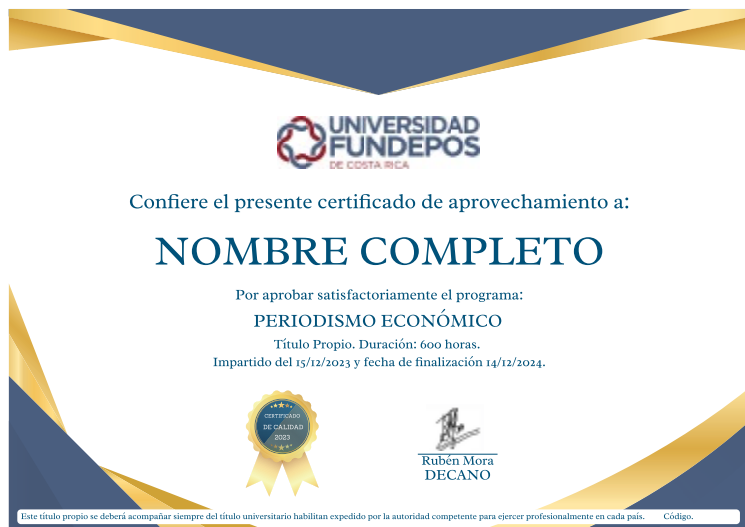 UNIVERSIDAD
FUNDEPOS
DE COSTA RICA
Confiere el presente certificado de aprovechamiento a:
NOMBRE COMPLETO
Por aprobar satisfactoriamente el programa:
PERIODISMO ECONÓMICO
Título Propio. Duración: 600 horas.
Impartido del 15/12/2023 y fecha de finalización 14/12/2024.
CERTIFICADO
DE CALIDAD
2023
Rubén Mora
DECANO
Este título propio se deberá acompañar siempre del título universitario habilitan expedido por la autoridad competente para ejercer profesionalmente en cada país. Código.